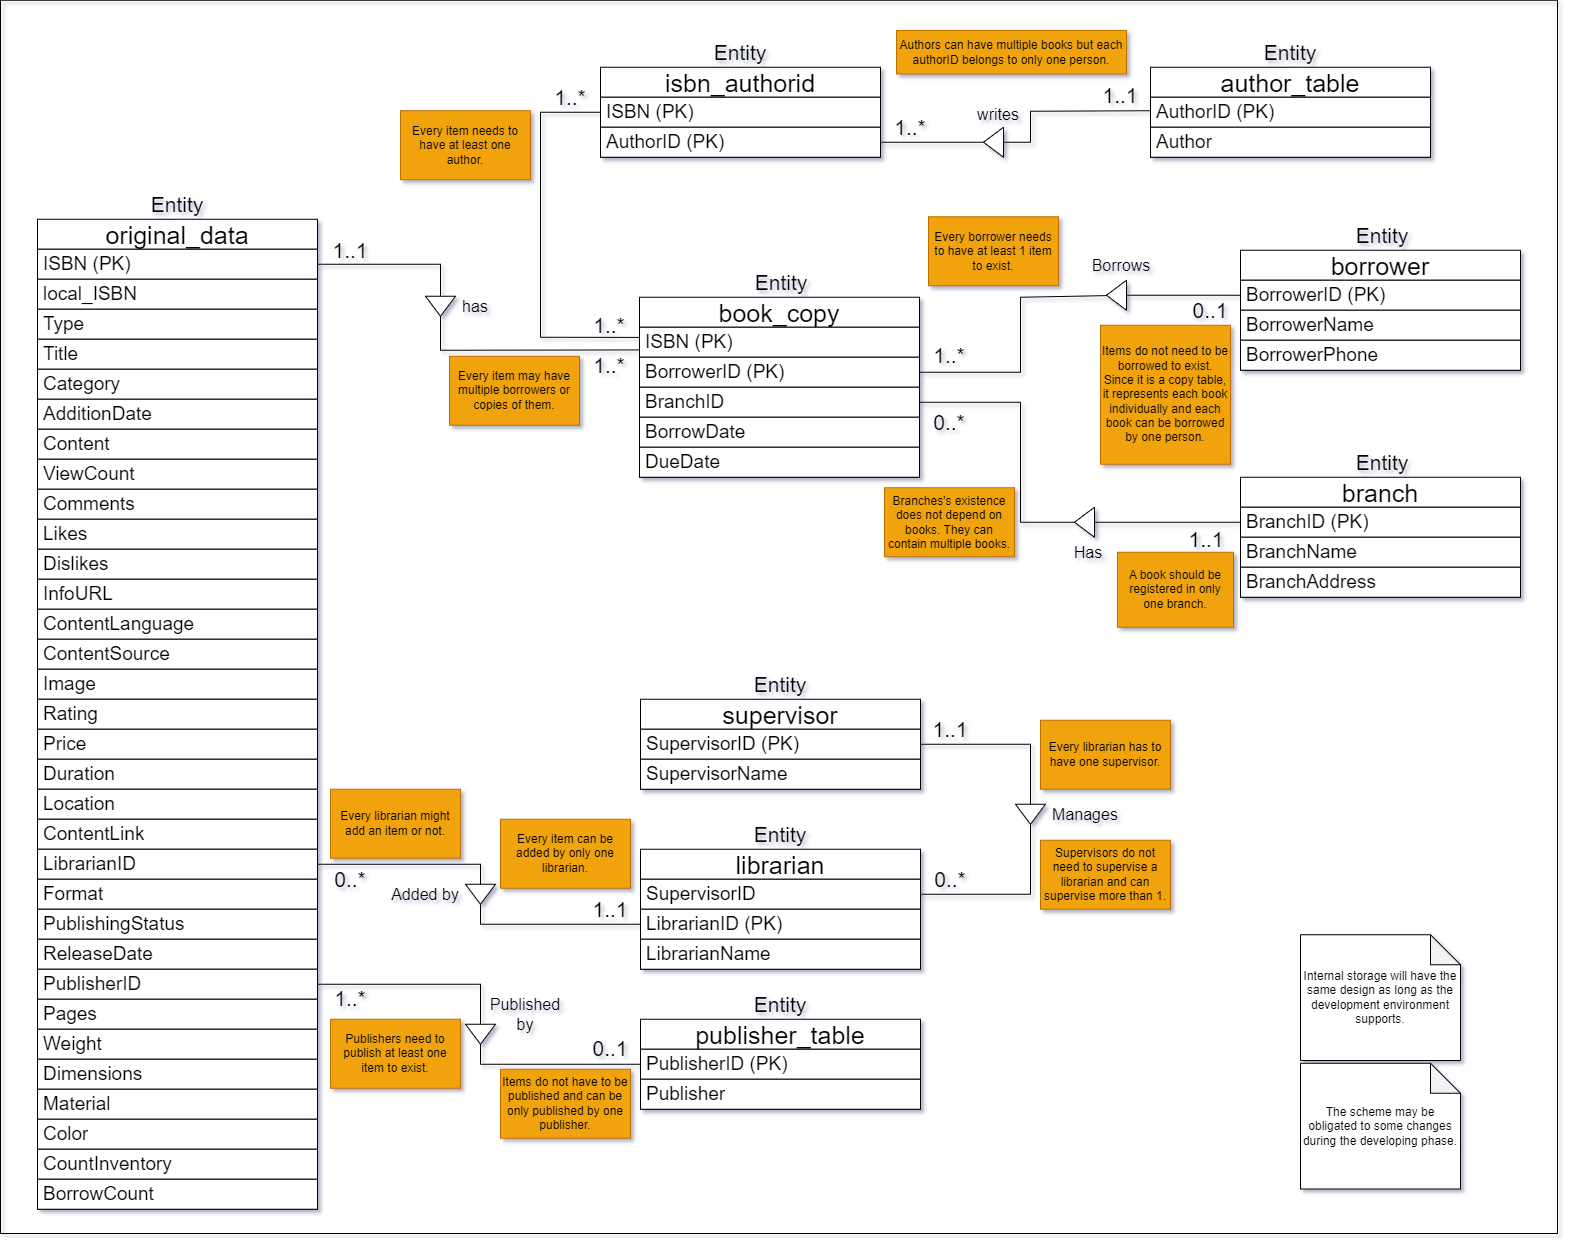 Entity
isbn_authorid
ISBN (PK)
AuthorID (PK)
1..*
1..*
writes
Authors can have multiple books but each
authorID belongs to only one person.
1..1
Entity
author_table
AuthorID (PK)
Author
Every item needs to
have at least one
author.
Entity
original_data
ISBN (PK)
local_ISBN
Type
Title
Category
AdditionDate
Content
ViewCount
Comments
Likes
Dislikes
InfoURL
ContentLanguage
ContentSource
Image
Rating
Price
Duration
Location
ContentLink
LibrarianID
Format
PublishingStatus
ReleaseDate
PublisherID
Pages
Weight
Dimensions
Material
Color
CountInventory
BorrowCount
1..1
has
1..*
1..*
Every item may have
multiple borrowers or
copies of them.
Entity
book_copy
ISBN (PK)
BorrowerID (PK)
BranchID
BorrowDate
DueDate
1..*
0..*
Every borrower needs
to have at least 1 item
to exist.
Borrows
0..1
Entity
borrower
BorrowerID (PK)
BorrowerName
BorrowerPhone
Items do not need to be
borrowed to exist.
Since it is a copy table,
it represents each book
individually and each
book can be borrowed
by one person.
Branches's existence
does not depend on
books. They can
contain multiple books.
Has
1..1
Entity
branch
BranchID (PK)
BranchName
BranchAddress
A book should be
registered in only
one branch.
Entity
supervisor
SupervisorID (PK)
SupervisorName
1..1
Every librarian has to
have one supervisor.
Manages
Supervisors do not
need to supervise a
librarian and can
supervise more than 1.
0..*
Entity
librarian
SupervisorID
LibrarianID (PK)
LibrarianName
Every librarian might
add an item or not.
0..*
Added by
Every item can be
added by only one
librarian.
1..1
1..*
Published
by
Publishers need to
publish at least one
item to exist.
0..1
Items do not have to be
published and can be
only published by one
publisher.
Entity
publisher_table
PublisherID (PK)
Publisher
Internal storage will have the
same design as long as the
development environment
supports.
The scheme may be
obligated to some changes
during the developing phase.